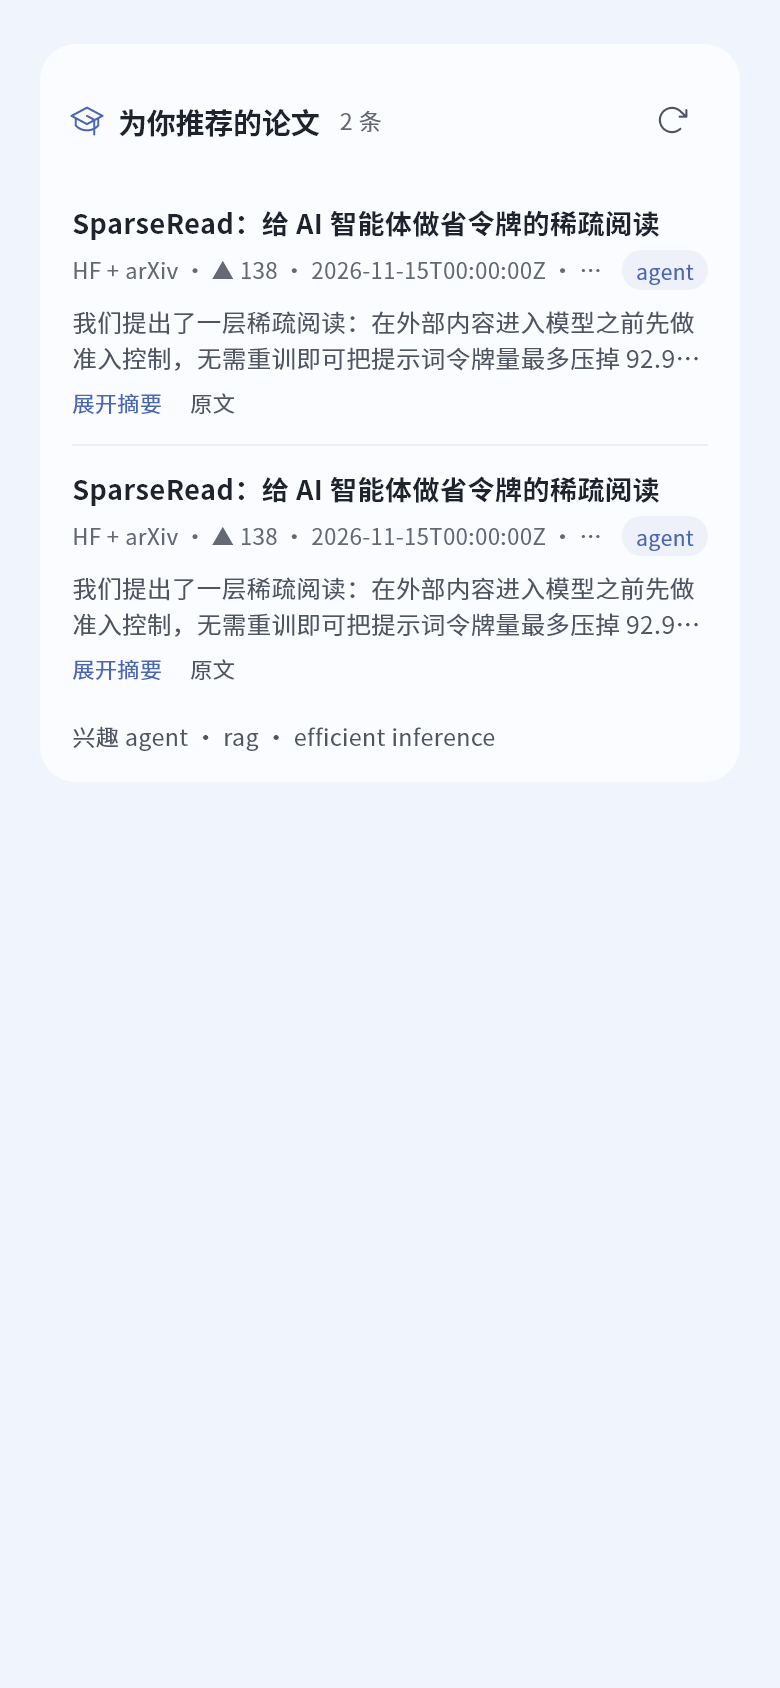 为你推荐的论文 2 条
SparseRead：给 AI 智能体做省令牌的稀疏阅读
HF + arXiv • ▲ 138 • 2026-11-15T00:00:00Z • … agent
我们提出了一层稀疏阅读：在外部内容进入模型之前先做
准入控制，无需重训即可把提示词令牌量最多压掉 92.9…
展开摘要 原文
SparseRead：给 AI 智能体做省令牌的稀疏阅读
HF + arXiv • ▲ 138 • 2026-11-15T00:00:00Z • … agent
我们提出了一层稀疏阅读：在外部内容进入模型之前先做
准入控制，无需重训即可把提示词令牌量最多压掉 92.9…
展开摘要 原文
兴趣 agent • rag • efficient inference